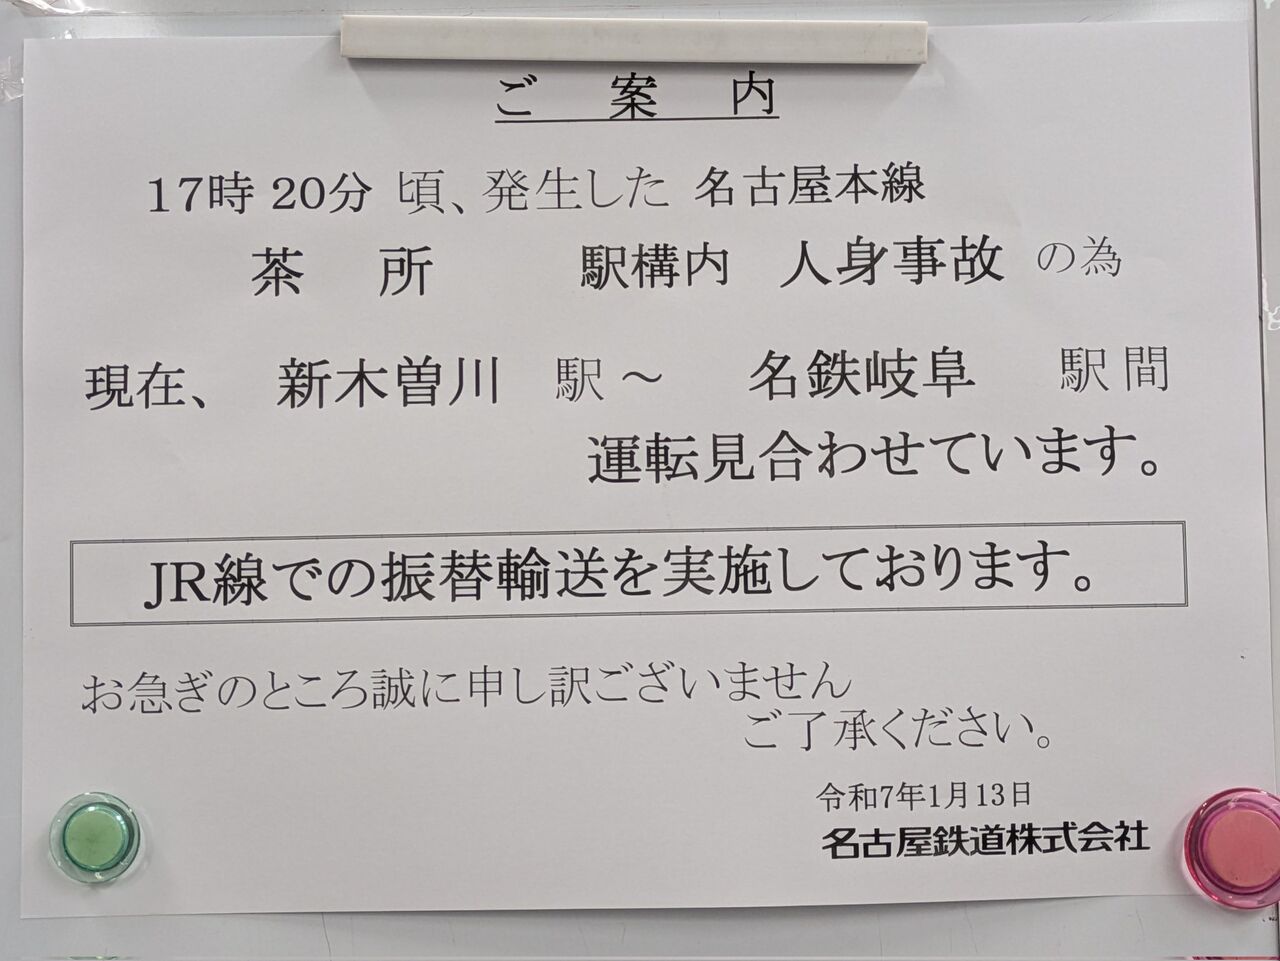 ご案内
17時 20分 頃、発生した 名古屋本線
茶所 駅構内 人身事故 の為
現在、 新木曽川 駅 ～ 名鉄岐阜 駅間
運転見合わせています。
JR線での振替輸送を実施しております。
お急ぎのところ誠に申し訳ございません
ご了承ください。
令和7年1月13日
名古屋鉄道株式会社